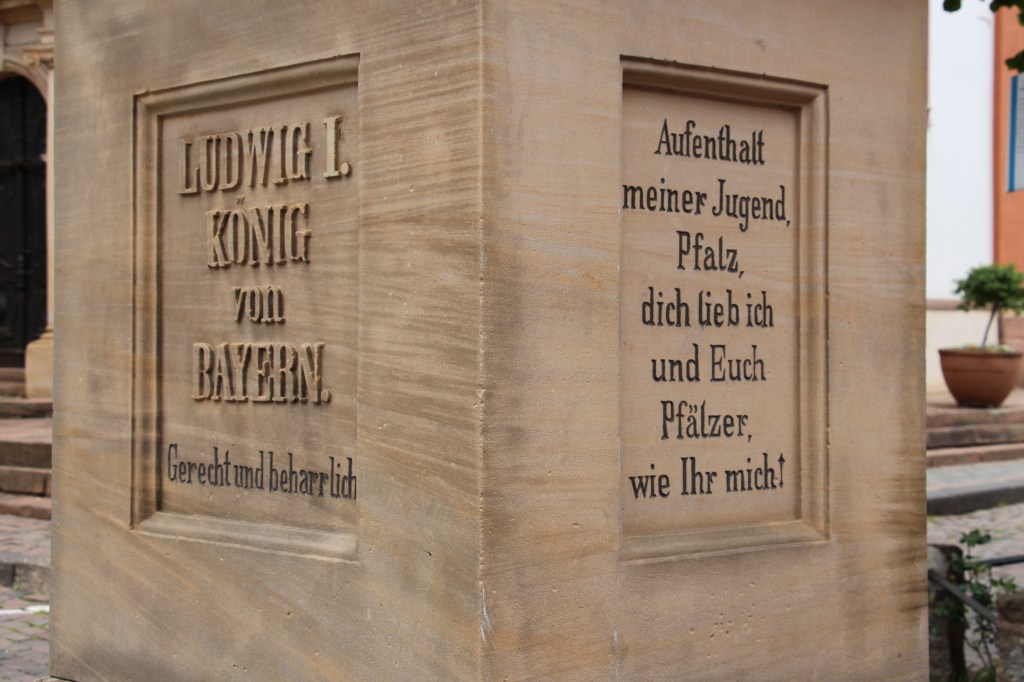 LUDWIG I.
KÖNIG
von
BAYERN.
Gerecht und beharrlich
Aufenthalt
meiner Jugend,
Pfalz,
dich lieb ich
und Euch
Pfälzer,
wie Ihr mich!